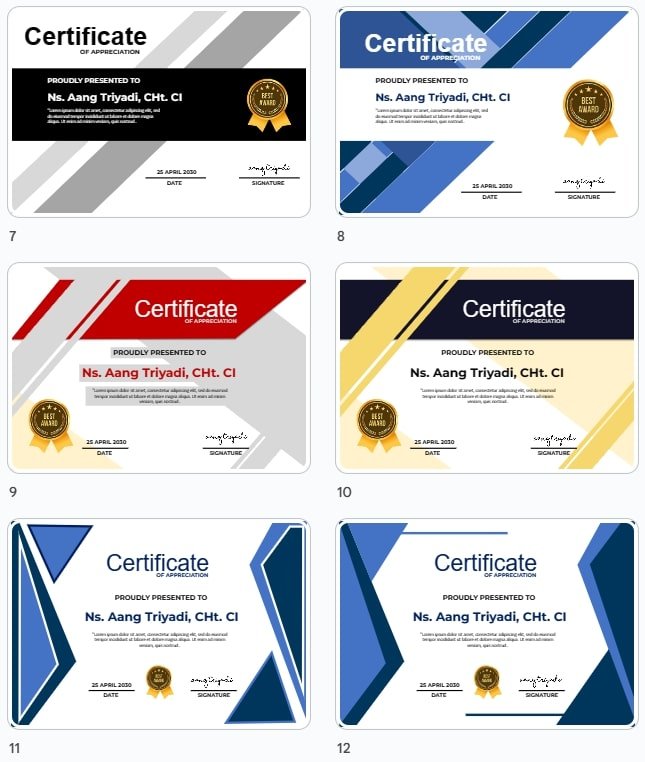 Certificate
OF APPRECIATION
PROUDLY PRESENTED TO
Ns. Aang Triyadi, CHt. CI
"Lorem ipsum dolor sit amet, consectetur adipiscing elit, sed
do eiusmod tempor incididunt ut labore et dolore magna
aliqua. Ut enim ad minim veniam, quis nostrud .
BEST
AWARD
25 APRIL 2030
DATE
SIGNATURE
7
Certificate
OF APPRECIATION
PROUDLY PRESENTED TO
Ns. Aang Triyadi, CHt. CI
"Lorem ipsum dolor sit amet, consectetur adipiscing elit, sed
do eiusmod tempor incididunt ut labore et dolore magna
aliqua. Ut enim ad minim veniam, quis nostrud .
BEST
AWARD
25 APRIL 2030
DATE
SIGNATURE
8
Certificate
OF APPRECIATION
PROUDLY PRESENTED TO
Ns. Aang Triyadi, CHt. CI
"Lorem ipsum dolor sit amet, consectetur adipiscing elit, sed do eiusmod
tempor incididunt ut labore et dolore magna aliqua. Ut enim ad minim
veniam, quis nostrud .
BEST
AWARD
25 APRIL 2030
DATE
SIGNATURE
9
Certificate
OF APPRECIATION
PROUDLY PRESENTED TO
Ns. Aang Triyadi, CHt. CI
"Lorem ipsum dolor sit amet, consectetur adipiscing elit, sed do eiusmod
tempor incididunt ut labore et dolore magna aliqua. Ut enim ad minim
veniam, quis nostrud .
BEST
AWARD
25 APRIL 2030
DATE
SIGNATURE
10
Certificate
OF APPRECIATION
PROUDLY PRESENTED TO
Ns. Aang Triyadi, CHt. CI
"Lorem ipsum dolor sit amet, consectetur adipiscing elit, sed do eiusmod
tempor incididunt ut labore et dolore magna aliqua. Ut enim ad minim
veniam, quis nostrud .
BEST
AWARD
25 APRIL 2030
DATE
SIGNATURE
11
Certificate
OF APPRECIATION
PROUDLY PRESENTED TO
Ns. Aang Triyadi, CHt. CI
"Lorem ipsum dolor sit amet, consectetur adipiscing elit, sed do eiusmod
tempor incididunt ut labore et dolore magna aliqua. Ut enim ad minim
veniam, quis nostrud .
BEST
AWARD
25 APRIL 2030
DATE
SIGNATURE
12